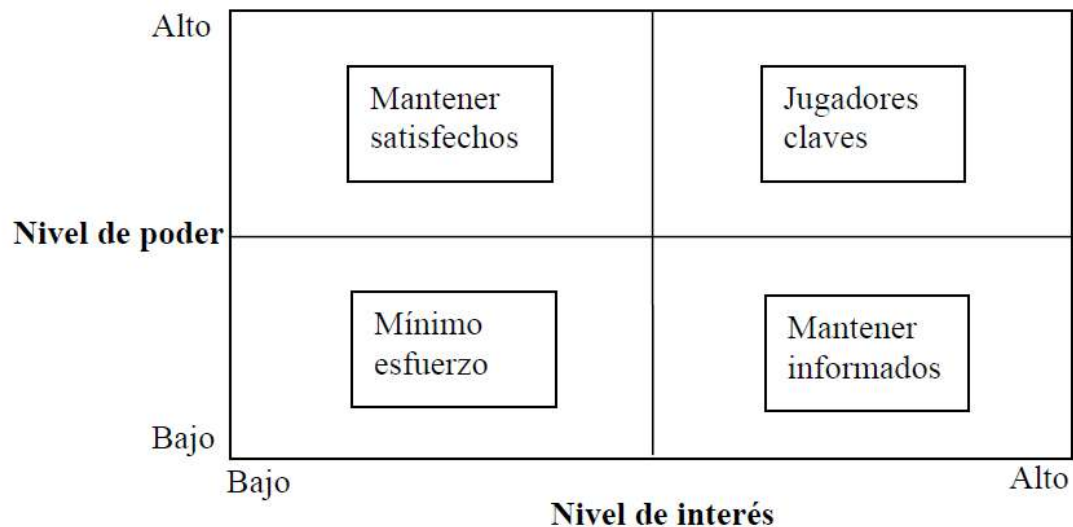 Alto
Mantener
satisfechos
Jugadores
claves
Nivel de poder
Mínimo
esfuerzo
Mantener
informados
Bajo
Bajo
Alto
Nivel de interés